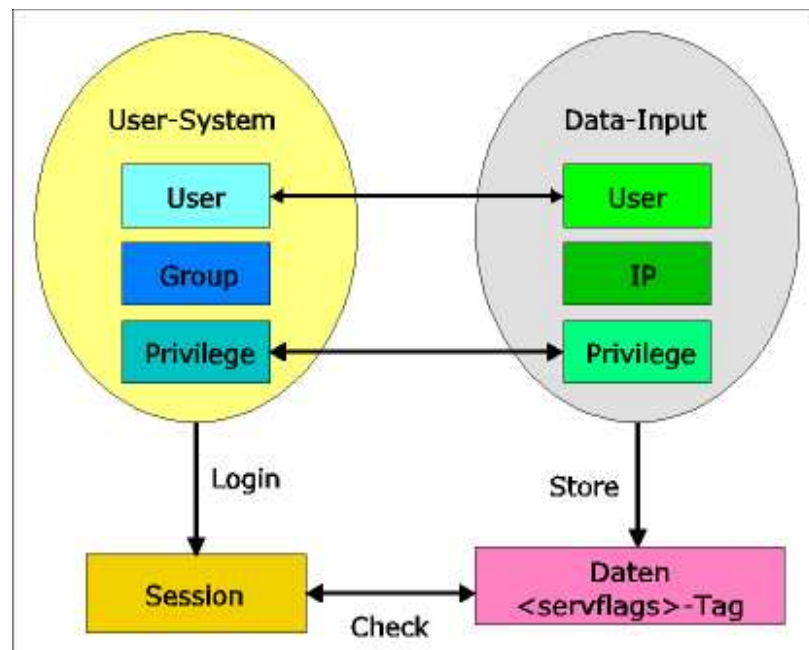 User-System
Data-Input
User
User
Group
IP
Privilege
Privilege
Login
Store
Session
Daten
<servflags>-Tag
Check